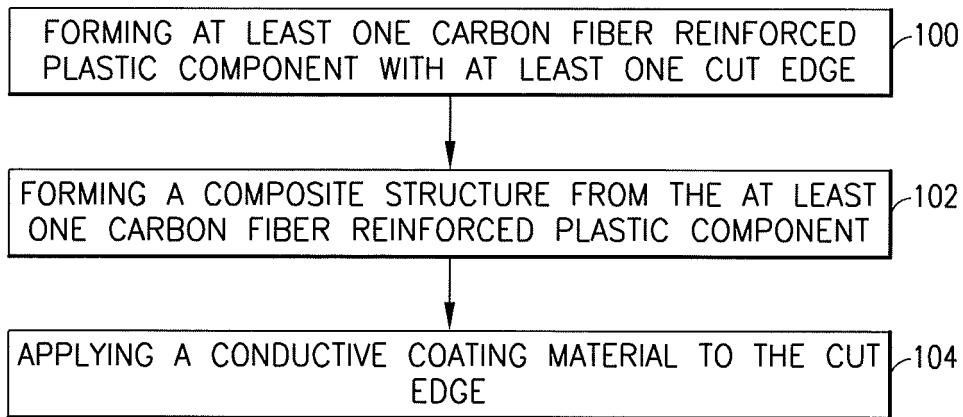 FORMING AT LEAST ONE CARBON FIBER REINFORCED
PLASTIC COMPONENT WITH AT LEAST ONE CUT EDGE
100
FORMING A COMPOSITE STRUCTURE FROM THE AT LEAST
ONE CARBON FIBER REINFORCED PLASTIC COMPONENT
102
APPLYING A CONDUCTIVE COATING MATERIAL TO THE CUT
EDGE
104